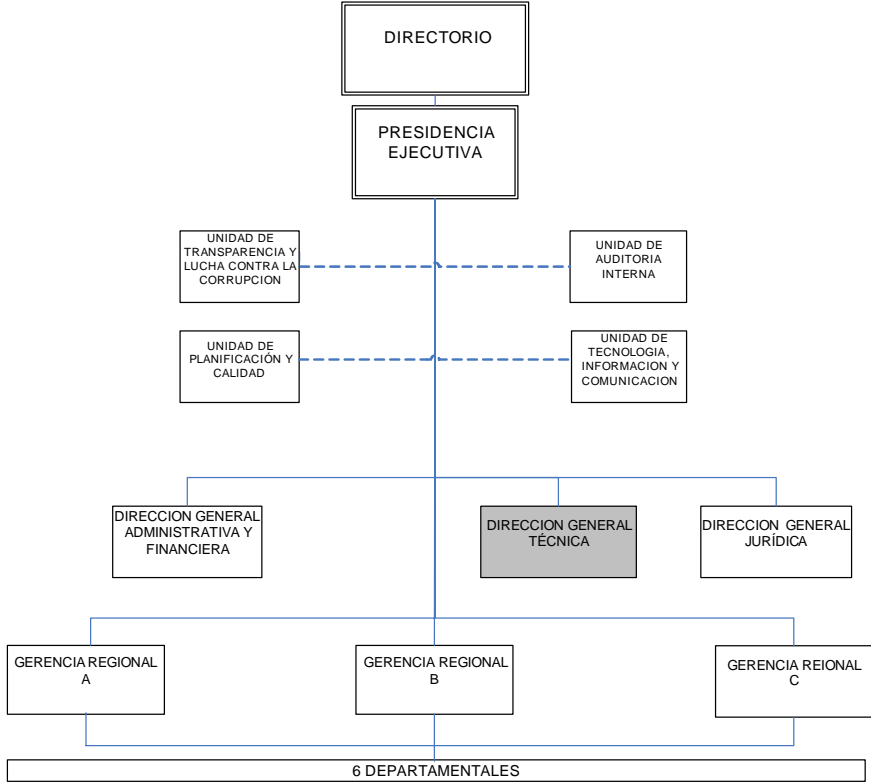 DIRECTORIO
PRESIDENCIA
EJECUTIVA
UNIDAD DE
TRANSPARENCIA Y
LUCHA CONTRA LA
CORRUPCION
UNIDAD DE
AUDITORIA
INTERNA
UNIDAD DE
PLANIFICACIÓN Y
CALIDAD
UNIDAD DE
TECNOLOGIA,
INFORMACION Y
COMUNICACION
DIRECCION GENERAL
ADMINISTRATIVA Y
FINANCIERA
DIRECCION GENERAL
TÉCNICA
DIRECCION GENERAL
JURÍDICA
GERENCIA REGIONAL
A
GERENCIA REGIONAL
B
GERENCIA REIONAL
C
6 DEPARTAMENTALES